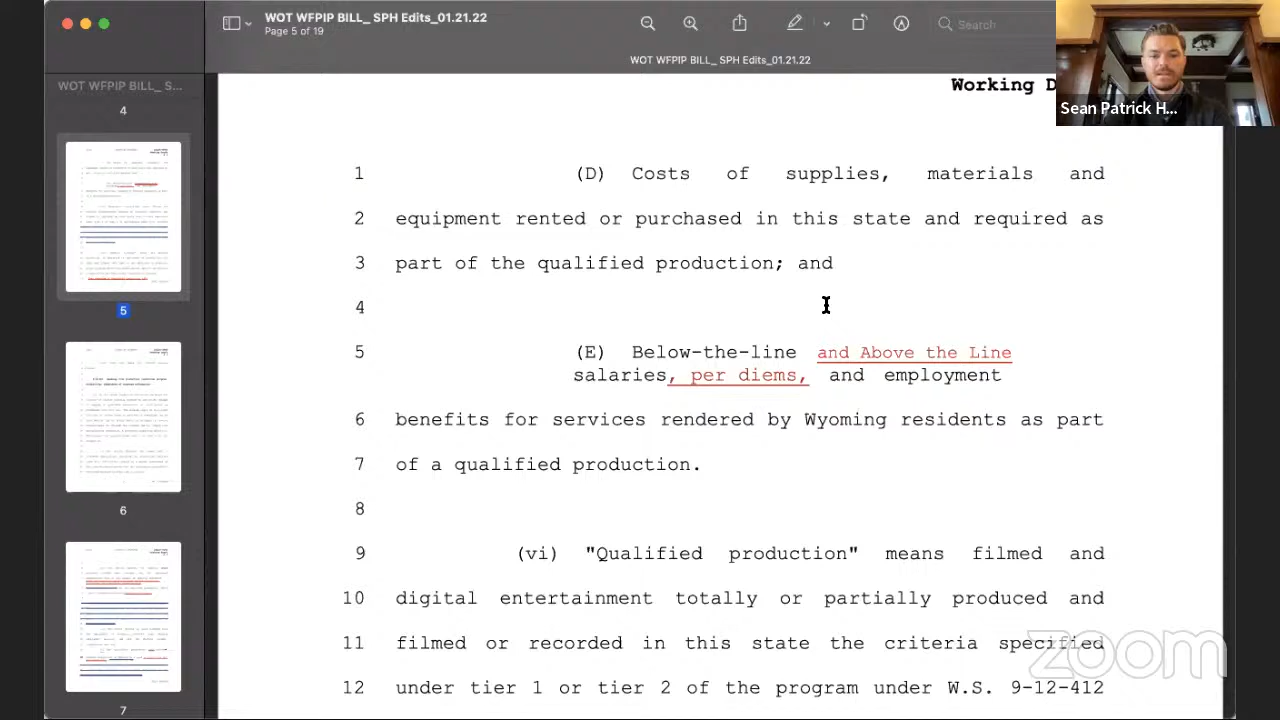 WOT WFPIP BILL_ SPH Edits_01.21.22
Page 5 of 19
Search
WOT WFPIP BILL_ SPH Edits_01.21.22
WOT WFPIP BILL_ S...
Working D
Sean Patrick H...
4
5
6
7
1 (D) Costs of supplies, materials and
2 equipment rented or purchased in this state and required as
3 part of the qualified production;
4
5 (E) Below-the-line and Above the Line
salaries, per diems, and employment
6 benefits for services rendered by Wyoming residents as part
7 of a qualified production.
8
9 (vi) "Qualified production" means filmed and
10 digital entertainment totally or partially produced and
11 filmed or recorded in this state criteria specified
12 under tier 1 or tier 2 of the program under W.S. 9-12-412
zoom